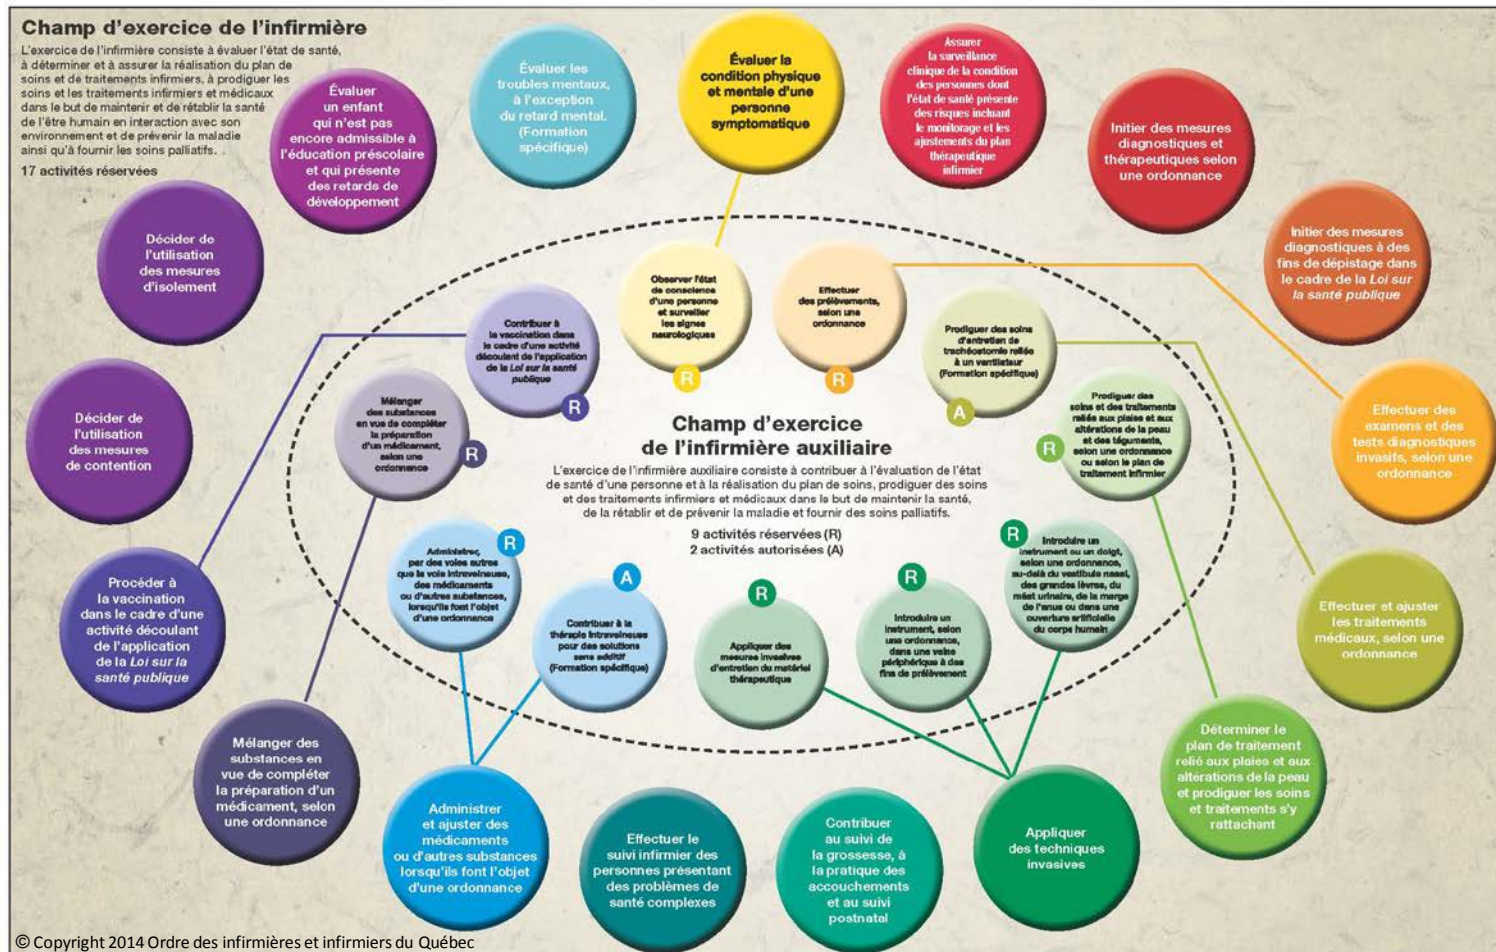 Champ d'exercice de l'infirmière
L'exercice de l'infirmière consiste à évaluer l'état de santé,
à déterminer et à assurer la réalisation du plan de
soins et de traitements infirmiers, à prodiguer les
soins et les traitements infirmiers et médicaux
dans le but de maintenir et de rétablir la santé
de l'être humain en interaction avec son
environnement et de prévenir la maladie
ainsi qu'à fournir les soins palliatifs.
17 activités réservées
Évaluer
un enfant
qui n'est pas
encore admissible à
l'éducation préscolaire
et qui présente
des retards de
développement
Évaluer les
troubles mentaux,
à l'exception
du retard mental.
(Formation
spécifique)
Évaluer la
condition physique
et mentale d'une
personne
symptomatique
Assurer
la surveillance
clinique de la condition
des personnes dont
l'état de santé présente
des risques incluant
le monitorage et les
ajustements du plan
thérapeutique
infirmier
Initier des mesures
diagnostiques et
thérapeutiques selon
une ordonnance
Initier des mesures
diagnostiques à des
fins de dépistage dans
le cadre de la Loi sur
la santé publique
Effectuer des
examens et des
tests diagnostiques
invasifs, selon une
ordonnance
Effectuer et ajuster
les traitements
médicaux, selon une
ordonnance
Déterminer le
plan de traitement
relié aux plaies et aux
altérations de la peau
et prodiguer les soins
et traitements s'y
rattachant
Appliquer
des techniques
invasives
Contribuer
au suivi de
la grossesse, à
la pratique des
accouchements
et au suivi
postnatal
Effectuer le
suivi infirmier des
personnes présentant
des problèmes de
santé complexes
Administrer
et ajuster des
médicaments
ou d'autres substances
lorsqu'ils font l'objet
d'une ordonnance
Mélanger des
substances en
vue de compléter
la préparation d'un
médicament, selon
une ordonnance
Procéder à
la vaccination
dans le cadre d'une
activité découlant
de l'application
de la Loi sur la
santé publique
Décider de
l'utilisation
des mesures
de contention
Décider de
l'utilisation
des mesures
d'isolement
Observer l'état
de conscience
d'une personne
et surveiller
les signes
neurologiques
R
Effectuer
des prélèvements,
selon une
ordonnance
R
Prodiguer des soins
d'entretien de
trachéostomie reliée
à un ventilateur
(Formation spécifique)
A
Prodiguer des
soins et des traitements
reliés aux plaies et aux
altérations de la peau
et des téguments,
selon une ordonnance
ou selon le plan de
traitement infirmier
R
Introduire un
instrument ou un doigt,
selon une ordonnance,
au-delà du vestibule nasal,
des grandes lèvres, du
méat urinaire, de la marge
de l'anus ou dans une
ouverture artificielle
du corps humain
R
Introduire un
instrument, selon
une ordonnance,
dans une veine
périphérique à des
fins de prélèvement
R
Appliquer des
mesures invasives
d'entretien du matériel
thérapeutique
R
Contribuer à la
thérapie intraveineuse
pour des solutions
sans additif
(Formation spécifique)
A
Administrer,
par des voies autres
que la voie intraveineuse,
des médicaments
ou d'autres substances,
lorsqu'ils font l'objet
d'une ordonnance
R
Mélanger
des substances
en vue de compléter
la préparation
d'un médicament,
selon une
ordonnance
R
Contribuer à
la vaccination dans
le cadre d'une activité
découlant de l'application
de la Loi sur la santé
publique
R
Champ d'exercice
de l'infirmière auxiliaire
L'exercice de l'infirmière auxiliaire consiste à contribuer à l'évaluation de l'état
de santé d'une personne et à la réalisation du plan de soins, prodiguer des soins
et des traitements infirmiers et médicaux dans le but de maintenir la santé,
de la rétablir et de prévenir la maladie et fournir des soins palliatifs.
9 activités réservées (R)
2 activités autorisées (A)
© Copyright 2014 Ordre des infirmières et infirmiers du Québec